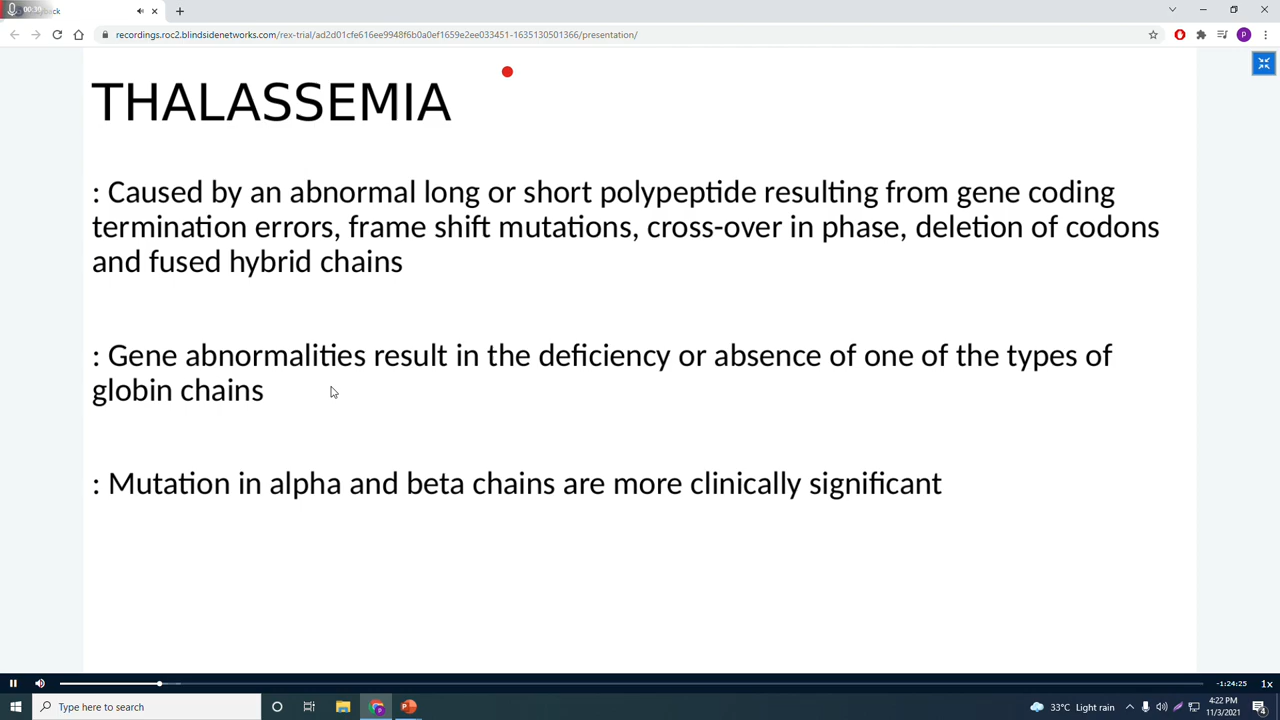 00:30
ck
recordings.roc2.blindsidenetworks.com/rex-trial/ad2d01cfe616ee9948f6b0a0ef1659e2ee033451-1635130501366/presentation/
P
THALASSEMIA
: Caused by an abnormal long or short polypeptide resulting from gene coding
termination errors, frame shift mutations, cross-over in phase, deletion of codons
and fused hybrid chains
: Gene abnormalities result in the deficiency or absence of one of the types of
globin chains
: Mutation in alpha and beta chains are more clinically significant
-1:24:25 1x
Type here to search
33°C Light rain
4:22 PM
11/3/2021
4